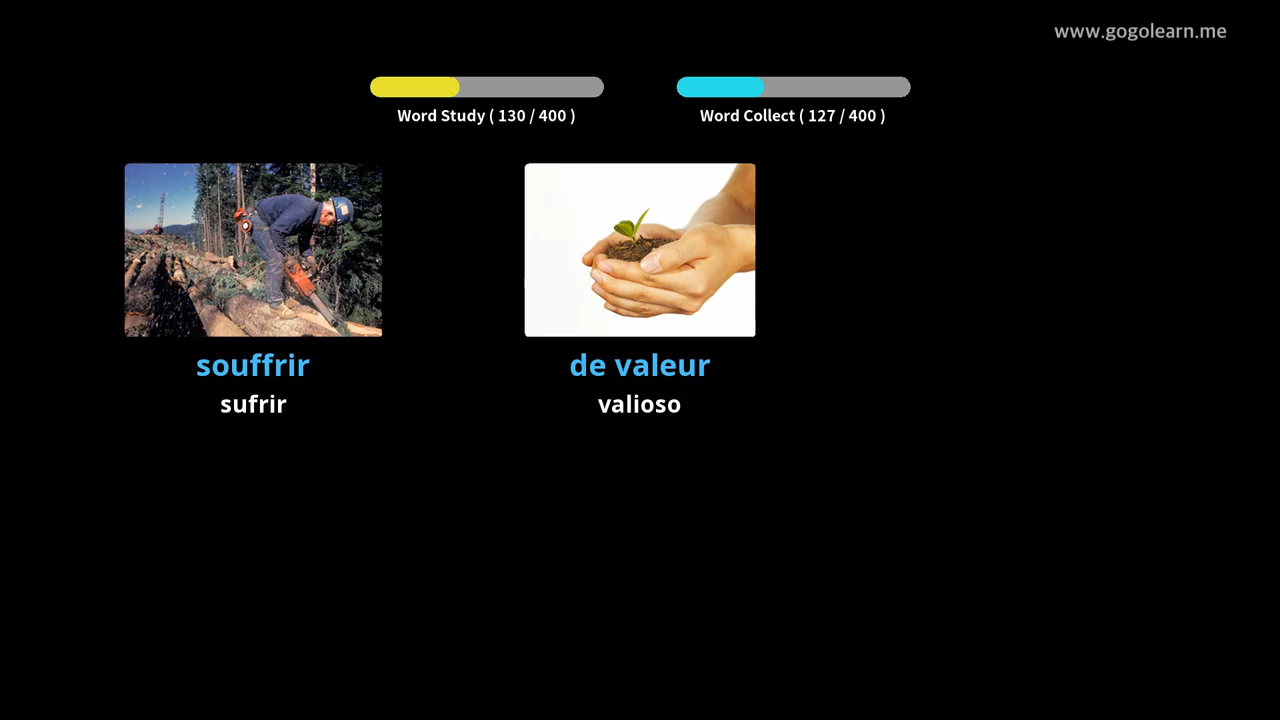 www.gogolearn.me
Word Study ( 130 / 400 )
Word Collect ( 127 / 400 )
souffrir
sufrir
de valeur
valioso